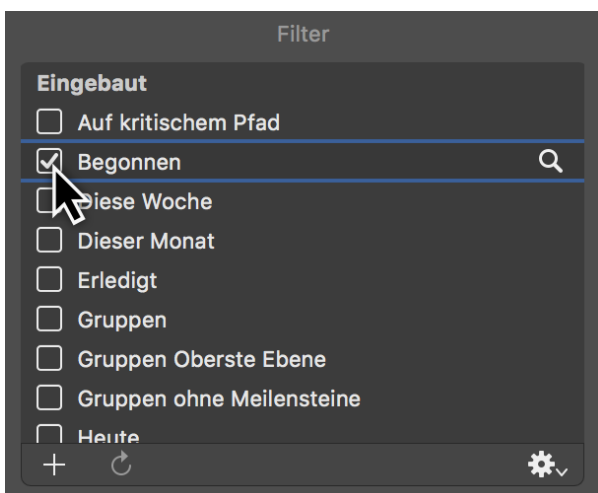 Filter
Eingebaut
Auf kritischem Pfad
Begonnen
Diese Woche
Dieser Monat
Erledigt
Gruppen
Gruppen Oberste Ebene
Gruppen ohne Meilensteine
Heute